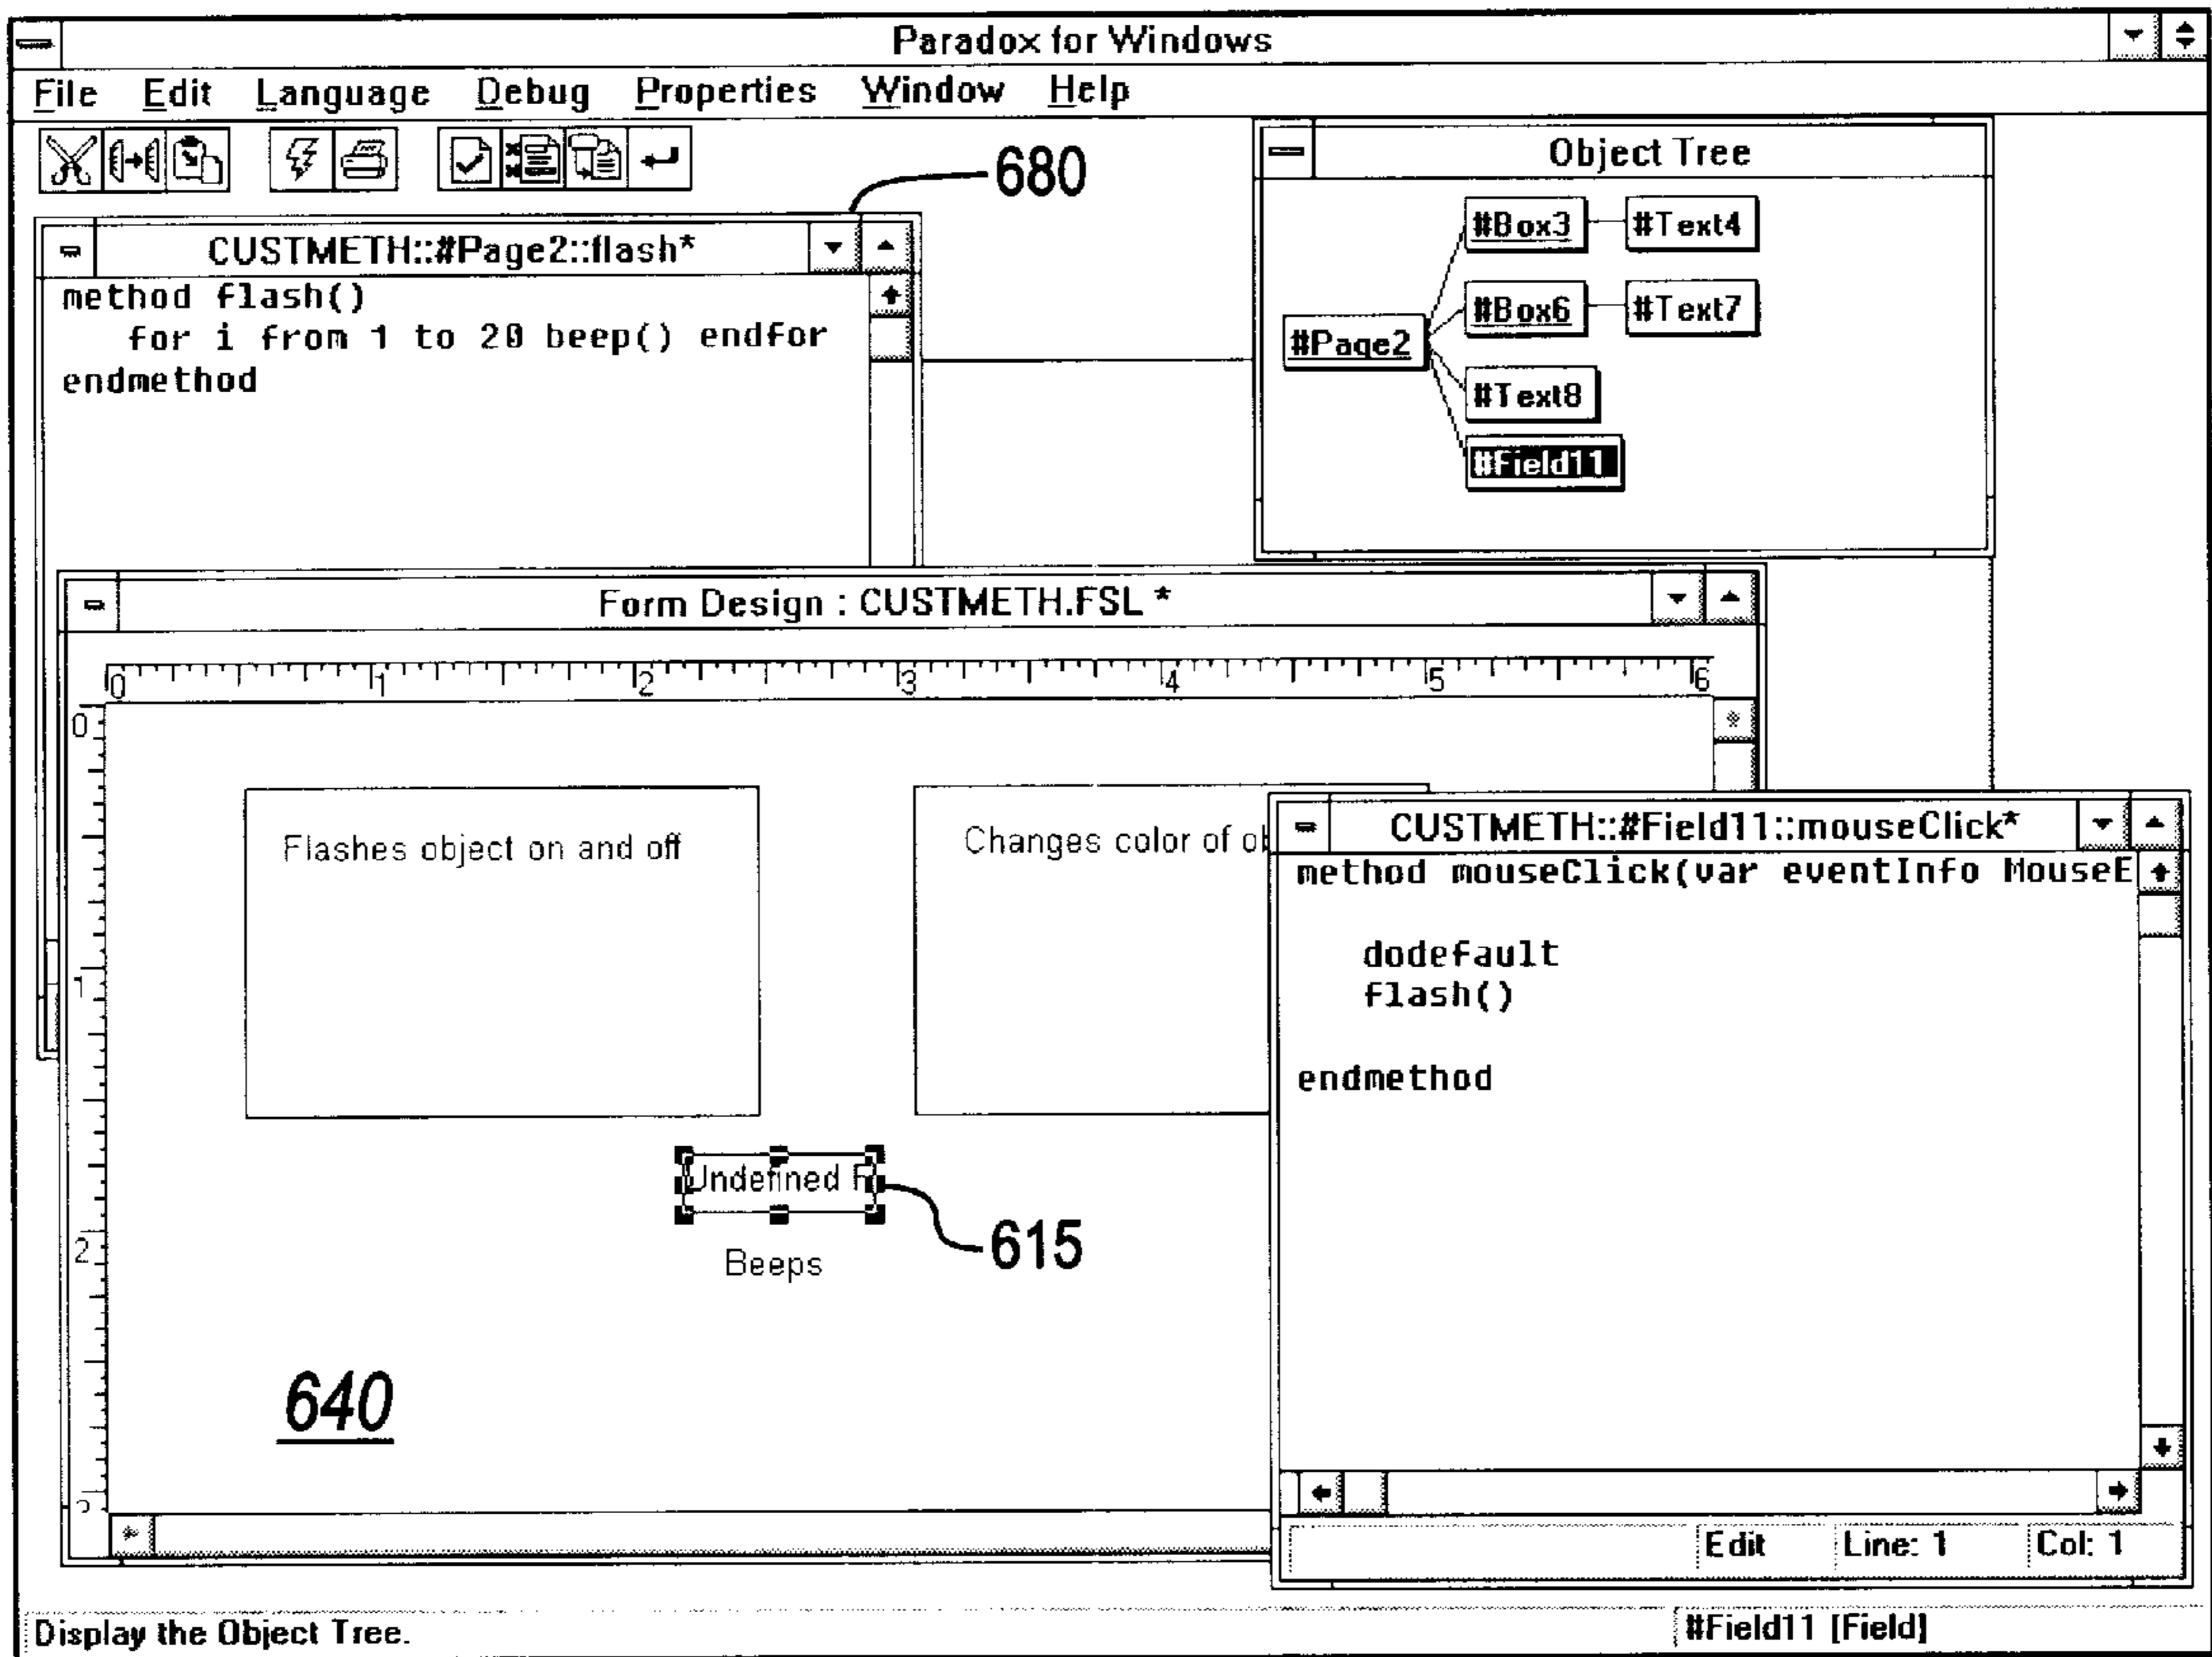 Paradox for Windows
File Edit Language Debug Properties Window Help
680
Object Tree
#Box3 #Text4
#Box6 #Text7
#Page2
#Text8
#Field11
CUSTMETH::#Page2::flash*
method flash()
for i from 1 to 20 beep() endfor
endmethod
Form Design : CUSTMETH.FSL *
0 1 2 3 4 5 6
0
1
2
Flashes object on and off
Changes color of
Undefined
615
Beeps
640
CUSTMETH::#Field11::mouseClick*
method mouseClick(var eventInfo MouseE
dodefault
flash()
endmethod
Edit Line: 1 Col: 1
Display the Object Tree.
#Field11 [Field]